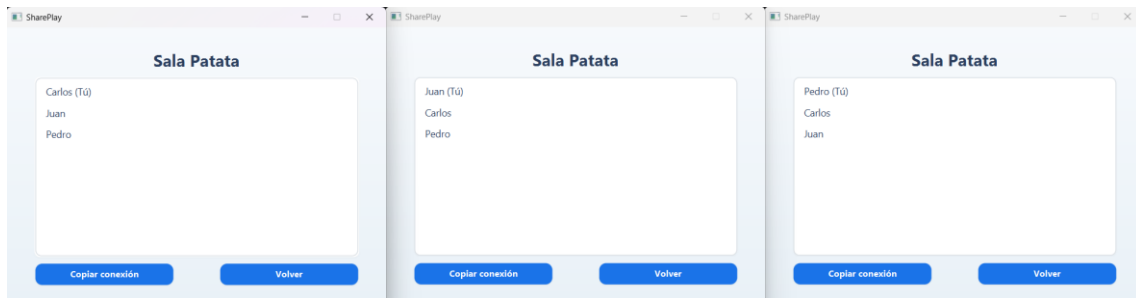 SharePlay
Sala Patata
Carlos (Tú)
Juan
Pedro
Copiar conexión
Volver
SharePlay
Sala Patata
Juan (Tú)
Carlos
Pedro
Copiar conexión
Volver
SharePlay
Sala Patata
Pedro (Tú)
Carlos
Juan
Copiar conexión
Volver